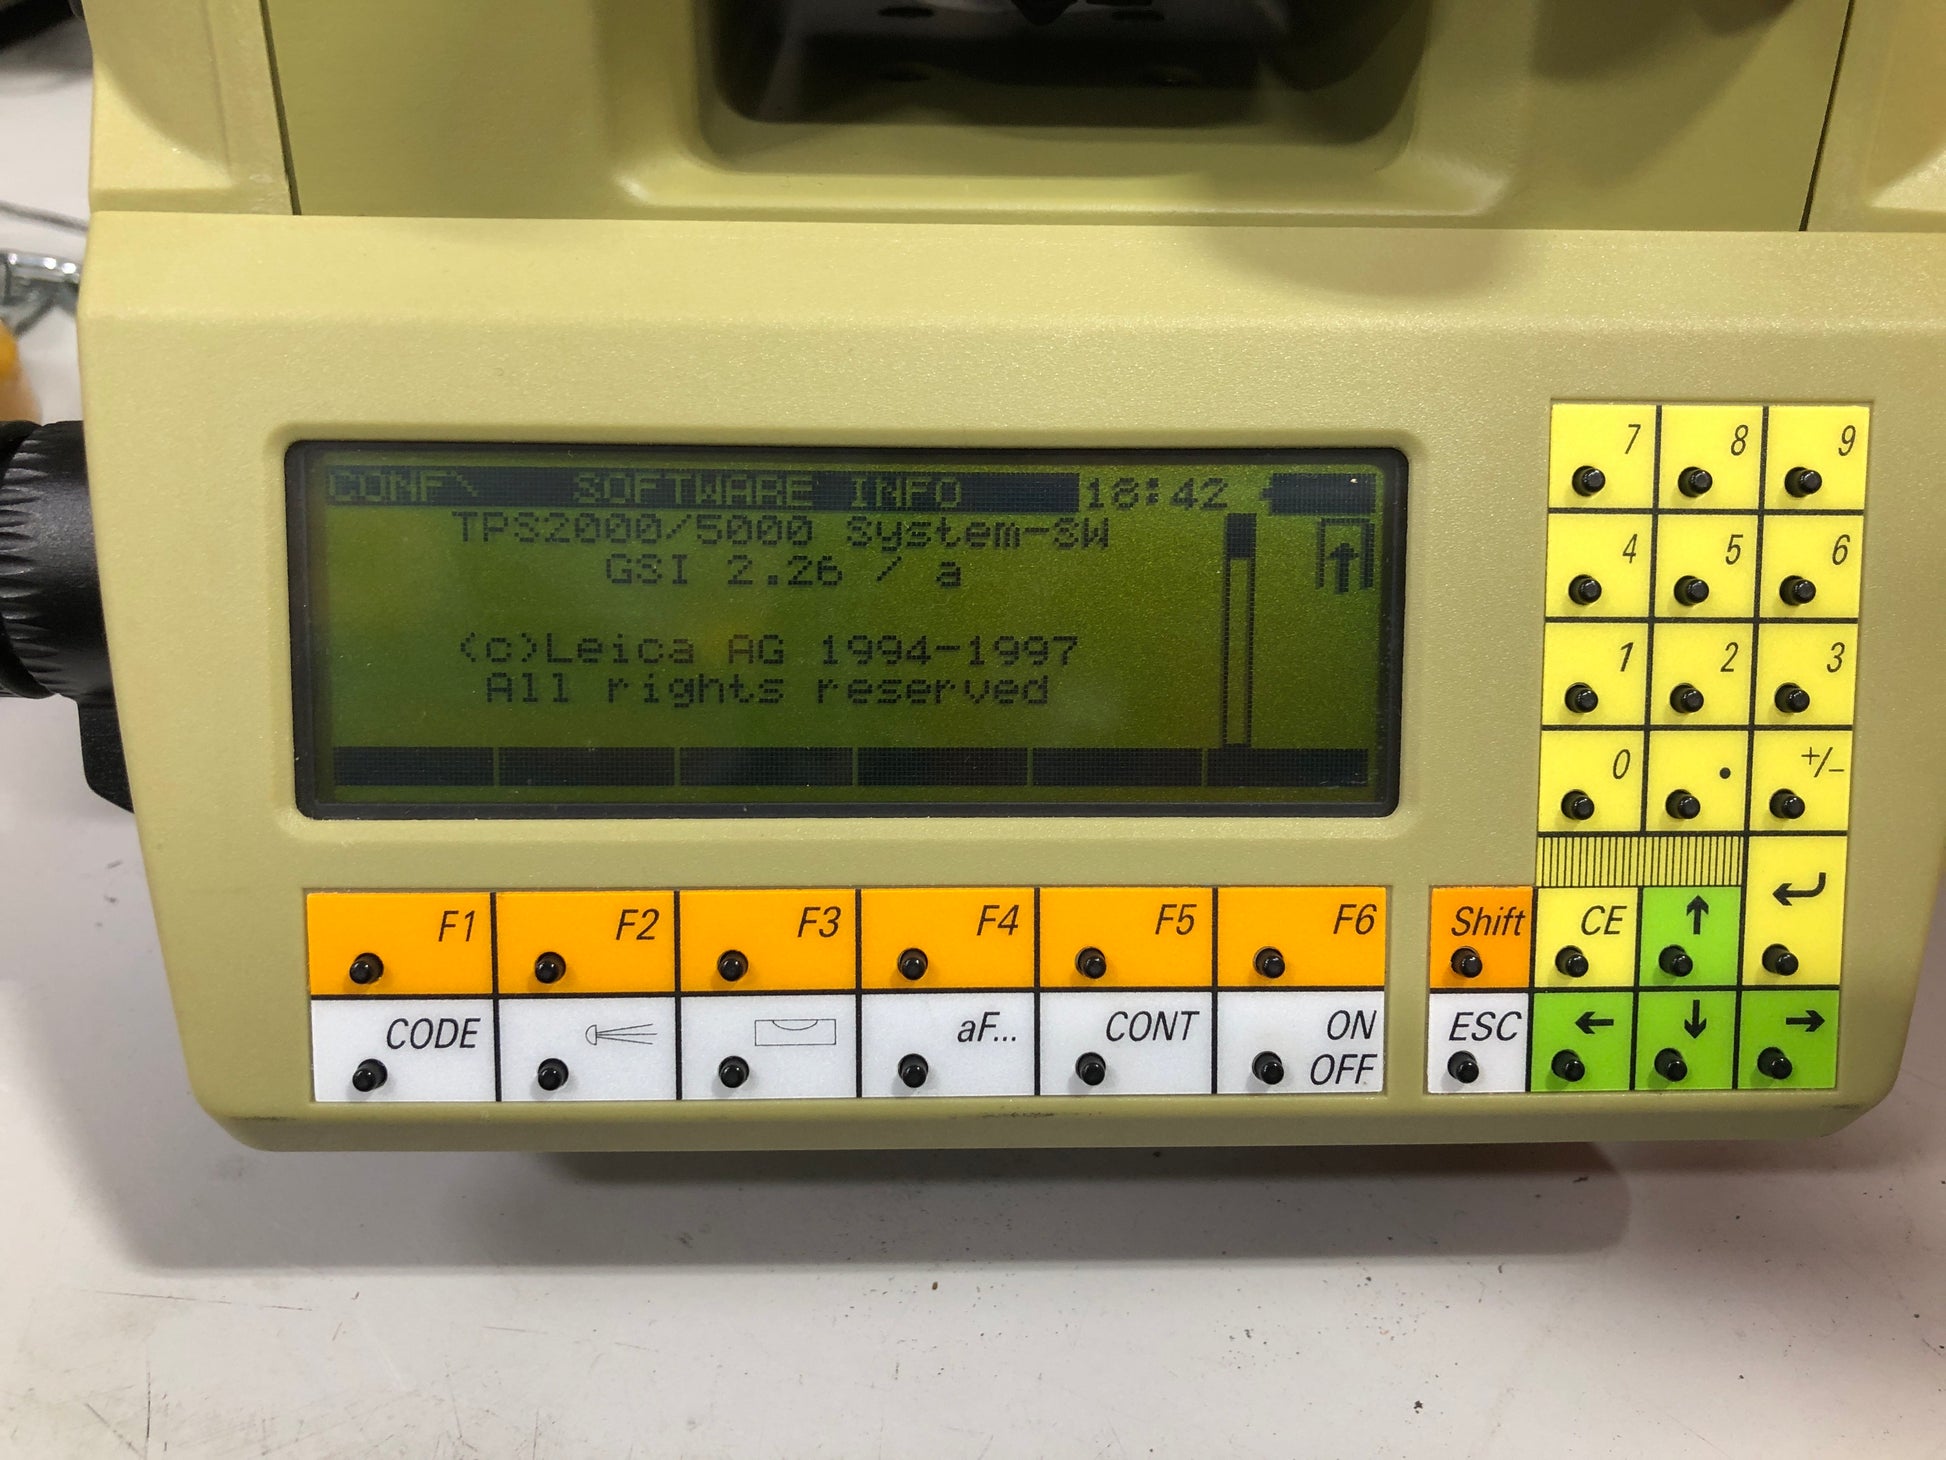 CONF\ SOFTWARE INFO 16:42
TPS2000/5000 System-SW
GSI 2.26 / a
(c)Leica AG 1994-1997
All rights reserved
7 8 9
4 5 6
1 2 3
0 . +/-
F1 F2 F3 F4 F5 F6 Shift CE ↑ ↵
CODE aF... CONT ON OFF ESC ← ↓ →